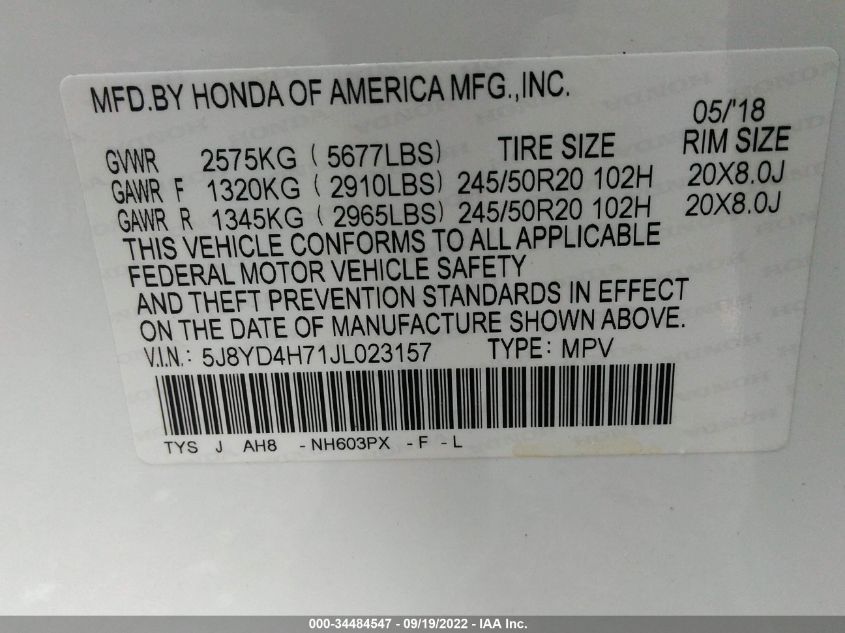 MFD.BY HONDA OF AMERICA MFG.,INC.
05/'18
GVWR 2575KG ( 5677LBS) TIRE SIZE RIM SIZE
GAWR F 1320KG ( 2910LBS) 245/50R20 102H 20X8.0J
GAWR R 1345KG ( 2965LBS) 245/50R20 102H 20X8.0J
THIS VEHICLE CONFORMS TO ALL APPLICABLE
FEDERAL MOTOR VEHICLE SAFETY
AND THEFT PREVENTION STANDARDS IN EFFECT
ON THE DATE OF MANUFACTURE SHOWN ABOVE.
V.I.N.: 5J8YD4H71JL023157 TYPE: MPV
TYS J AH8 -NH603PX -F -L
000-34484547 - 09/19/2022 - IAA Inc.